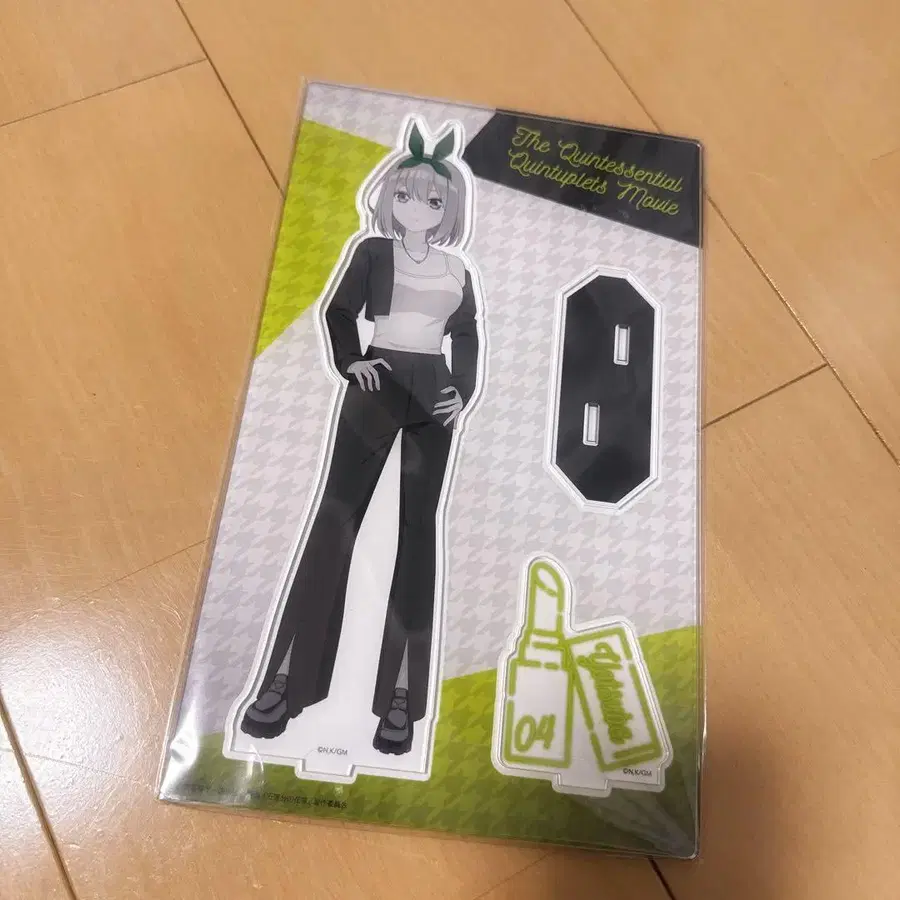 The Quintessential
Quintuplets Movie
04
Yotsuba
©N,K/GM
©N,K/GM